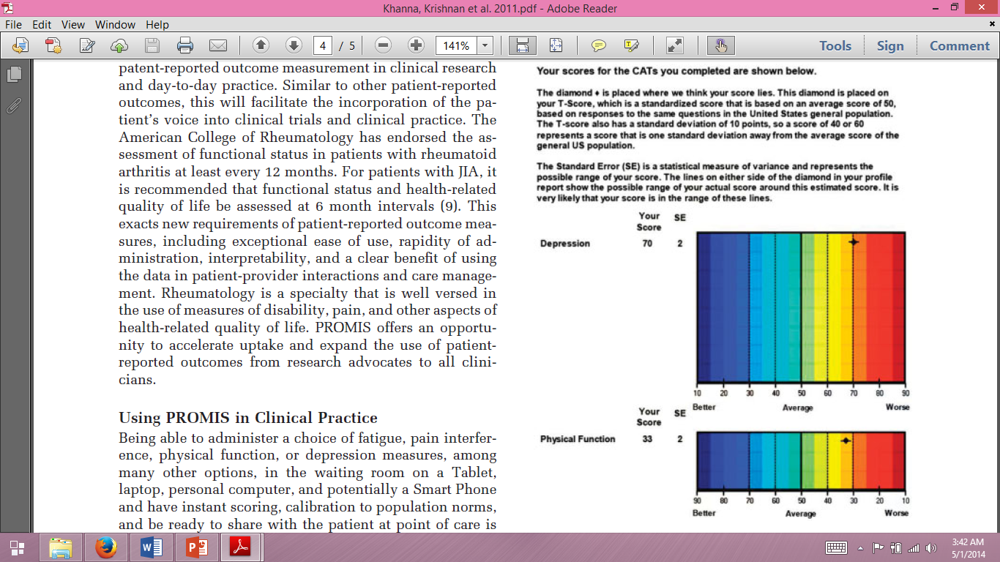 Khanna, Krishnan et al. 2011.pdf - Adobe Reader
File Edit View Window Help
4 / 5
141%
Tools Sign Comment
patent-reported outcome measurement in clinical research
and day-to-day practice. Similar to other patient-reported
outcomes, this will facilitate the incorporation of the pa-
tient's voice into clinical trials and clinical practice. The
American College of Rheumatology has endorsed the as-
sessment of functional status in patients with rheumatoid
arthritis at least every 12 months. For patients with JIA, it
is recommended that functional status and health-related
quality of life be assessed at 6 month intervals (9). This
exacts new requirements of patient-reported outcome mea-
sures, including exceptional ease of use, rapidity of ad-
ministration, interpretability, and a clear benefit of using
the data in patient-provider interactions and care manage-
ment. Rheumatology is a specialty that is well versed in
the use of measures of disability, pain, and other aspects of
health-related quality of life. PROMIS offers an opportu-
nity to accelerate uptake and expand the use of patient-
reported outcomes from research advocates to all clini-
cians.
Using PROMIS in Clinical Practice
Being able to administer a choice of fatigue, pain interfer-
ence, physical function, or depression measures, among
many other options, in the waiting room on a Tablet,
laptop, personal computer, and potentially a Smart Phone
and have instant scoring, calibration to population norms,
and be ready to share with the patient at point of care is
Your scores for the CATs you completed are shown below.
The diamond ♦ is placed where we think your score lies. This diamond is placed on
your T-Score, which is a standardized score that is based on an average score of 50,
based on responses to the same questions in the United States general population.
The T-score also has a standard deviation of 10 points, so a score of 40 or 60
represents a score that is one standard deviation away from the average score of the
general US population.
The Standard Error (SE) is a statistical measure of variance and represents the
possible range of your score. The lines on either side of the diamond in your profile
report show the possible range of your actual score around this estimated score. It is
very likely that your score is in the range of these lines.
Your SE
Score
Depression 70 2
10 20 30 40 50 60 70 80 90
Better Average Worse
Your SE
Score
Physical Function 33 2
90 80 70 60 50 40 30 20 10
Better Average Worse
3:42 AM
5/1/2014